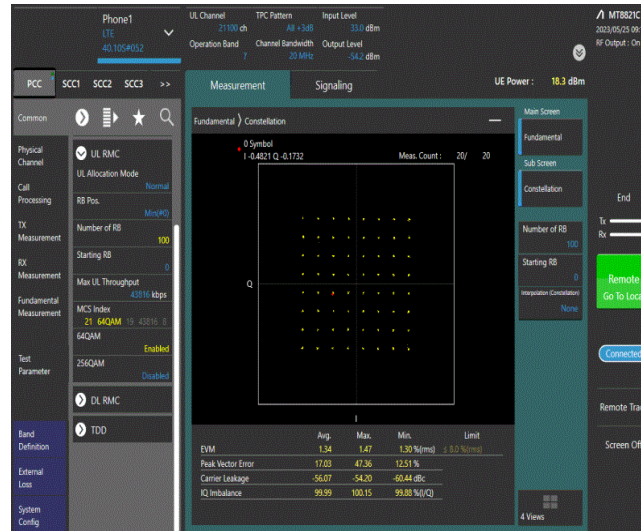 Phone1
LTE
40.105#052
UL Channel
21100 ch
TPC Pattern
All +3dB
Input Level
33.0 dBm
Operation Band
7
Channel Bandwidth
20 MHz
Output Level
-54.2 dBm
MT8821C
2023/05/25 09:
RF Output : On
PCC SCC1 SCC2 SCC3 >>
Measurement
Signaling
UE Power : 18.3 dBm
Common
Physical
Channel
Call
Processing
TX
Measurement
RX
Measurement
Fundamental
Measurement
Test
Parameter
Band
Definition
External
Loss
System
Config
UL RMC
UL Allocation Mode
Normal
RB Pos.
Min(#0)
Number of RB
100
Starting RB
0
Max UL Throughput
43816 kbps
MCS Index
21 64QAM 19 43816 6
64QAM
Enabled
256QAM
Disabled
DL RMC
TDD
Fundamental Constellation
0 Symbol
I -0.4821 Q -0.1732
Meas. Count : 20/ 20
Q
I
Avg. Max. Min. Limit
EVM 1.34 1.47 1.30 %(rms) ≤ 8.0 %(rms)
Peak Vector Error 17.03 47.36 12.51 %
Carrier Leakage -56.07 -54.20 -60.44 dBc
IQ Imbalance 99.99 100.15 99.88 %(I/Q)
Main Screen
Fundamental
Sub Screen
Constellation
Number of RB
100
Starting RB
0
Interpolation (Constellation)
None
4 Views
End
Tx
Rx
Remote
Go To Loca
Connected
Remote Tra
Screen Of